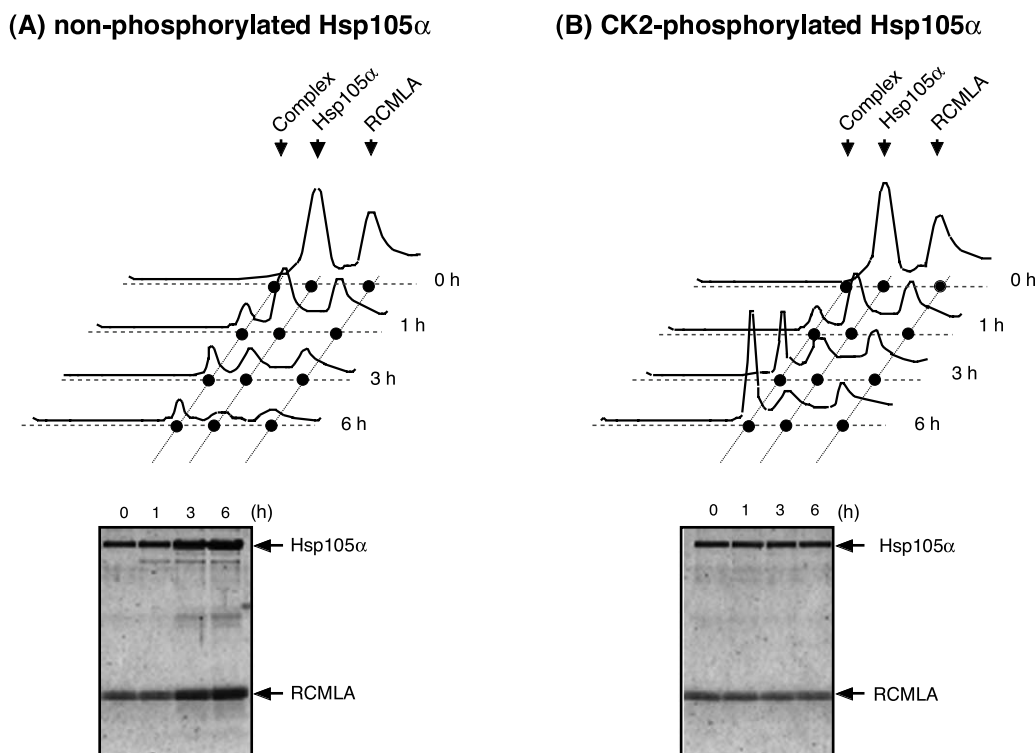 (A) non-phosphorylated Hsp105α
(B) CK2-phosphorylated Hsp105α
Complex
Hsp105α
RCMLA
0 h
1 h
3 h
6 h
Complex
Hsp105α
RCMLA
0 h
1 h
3 h
6 h
0 1 3 6 (h)
Hsp105α
RCMLA
0 1 3 6 (h)
Hsp105α
RCMLA